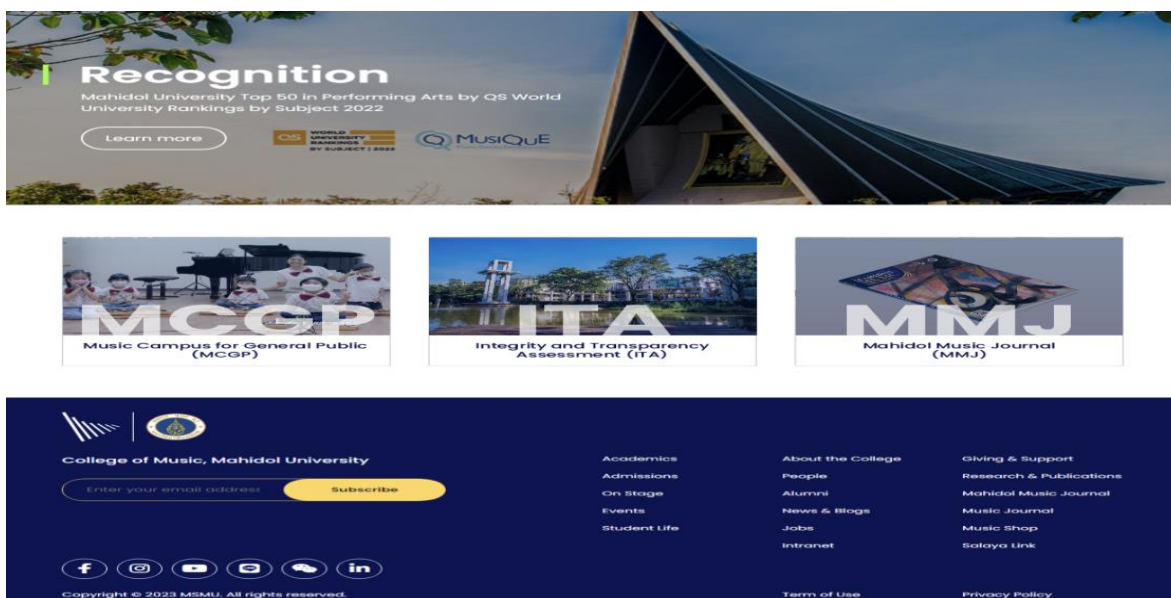 Recognition
Mahidol University Top 50 in Performing Arts by QS World
University Rankings by Subject 2022
Learn more
QS WORLD
UNIVERSITY
RANKINGS
BY SUBJECT | 2022
MusiQuE
MCGP
Music Campus for General Public
(MCGP)
ITA
Integrity and Transparency
Assessment (ITA)
MMJ
Mahidol Music Journal
(MMJ)
College of Music, Mahidol University
Enter your email address
Subscribe
Academics
Admissions
On Stage
Events
Student Life
About the College
People
Alumni
News & Blogs
Jobs
Intranet
Giving & Support
Research & Publications
Mahidol Music Journal
Music Journal
Music Shop
Salaya Link
Copyright © 2023 MSMU. All rights reserved.
Term of Use
Privacy Policy